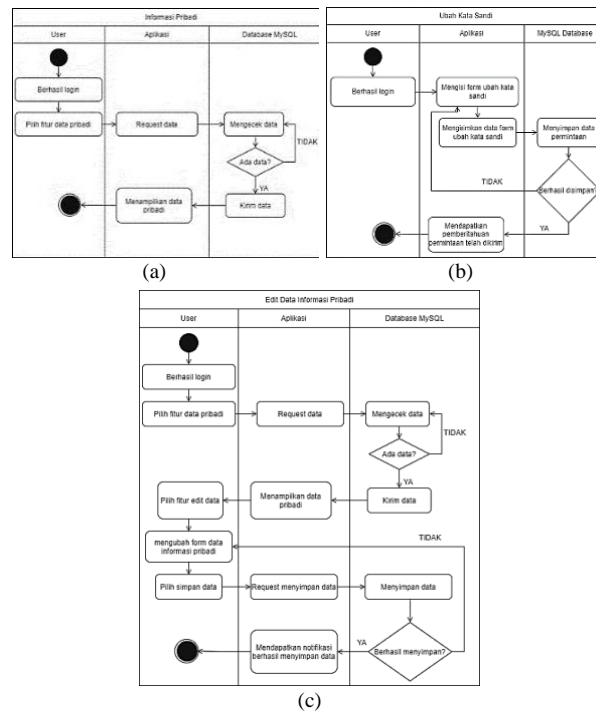 Informasi Pribadi
User
Aplikasi
Database MySQL
Berhasil login
Pilih fitur data pribadi
Request data
Mengecek data
TIDAK
Ada data?
YA
Menampilkan data
pribadi
Kirim data
(a)
Ubah Kata Sandi
User
Aplikasi
MySQL Database
Berhasil login
Mengisi form ubah kata
sandi
Mengirimkan data form
ubah kata sandi
Menyimpan data
permintaan
TIDAK
Berhasil disimpan?
YA
Mendapatkan
pemberitahuan
permintaan telah dikirim
(b)
Edit Data Informasi Pribadi
User
Aplikasi
Database MySQL
Berhasil login
Pilih fitur data pribadi
Request data
Mengecek data
TIDAK
Ada data?
YA
Pilih fitur edit data
Menampilkan data
pribadi
Kirim data
mengubah form data
informasi pribadi
TIDAK
Pilih simpan data
Request menyimpan data
Menyimpan data
Mendapatkan notifikasi
berhasil menyimpan data
YA
Berhasil menyimpan?
(c)